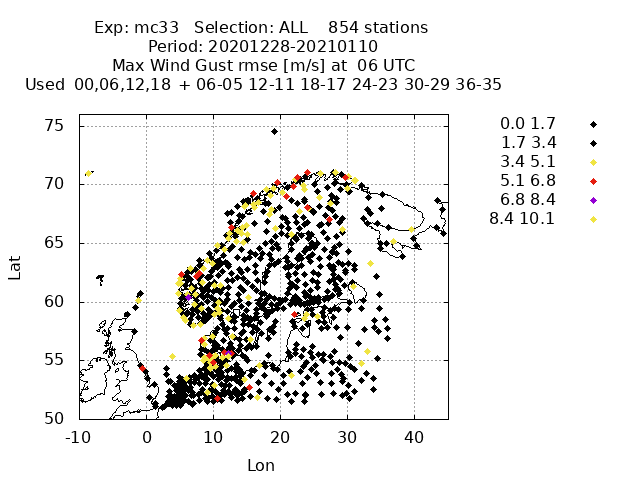 Exp: mc33   Selection: ALL    854 stations
Period: 20201228-20210110
Max Wind Gust rmse [m/s] at  06 UTC
Used  00,06,12,18  + 06-05 12-11 18-17 24-23 30-29 36-35
75
70
65
60
55
50
Lat
-10 0 10 20 30 40
Lon
0.0 1.7
1.7 3.4
3.4 5.1
5.1 6.8
6.8 8.4
8.4 10.1